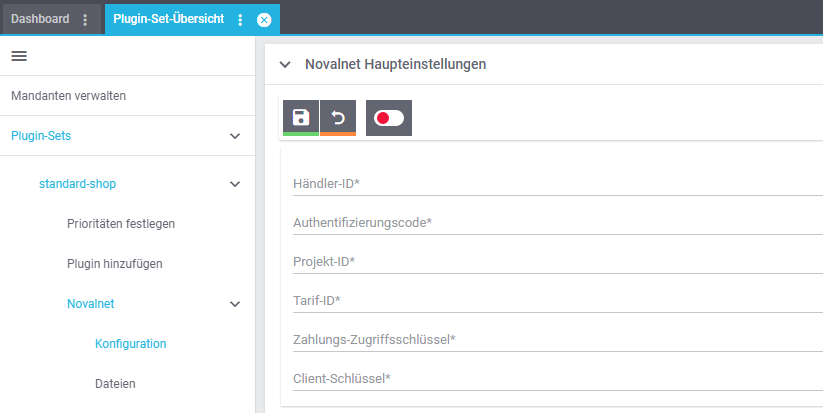 Dashboard
Plugin-Set-Übersicht
Mandanten verwalten
Plugin-Sets
standard-shop
Prioritäten festlegen
Plugin hinzufügen
Novalnet
Konfiguration
Dateien
Novalnet Haupteinstellungen
Händler-ID*
Authentifizierungscode*
Projekt-ID*
Tarif-ID*
Zahlungs-Zugriffsschlüssel*
Client-Schlüssel*